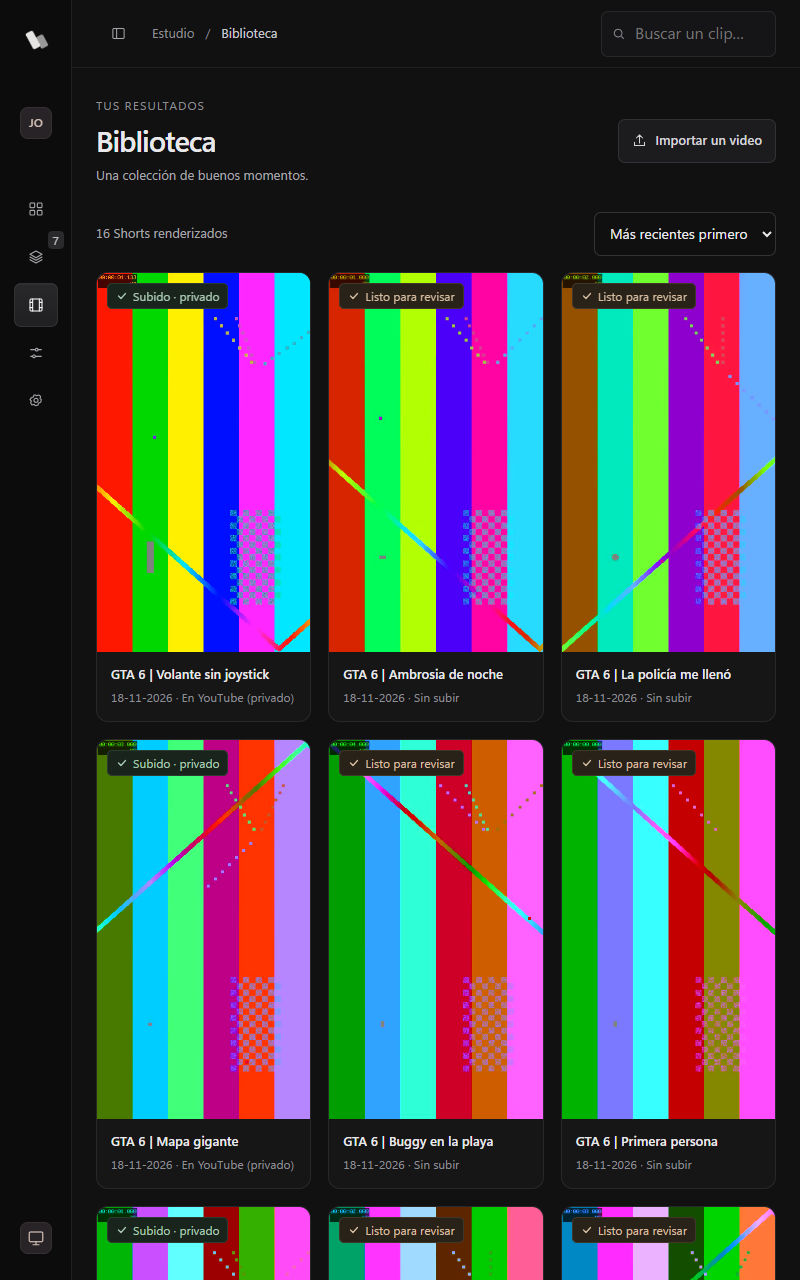 Estudio / Biblioteca
Buscar un clip...
JO
TUS RESULTADOS
Biblioteca
Importar un video
Una colección de buenos momentos.
7
16 Shorts renderizados
Más recientes primero
Subido · privado
Listo para revisar
Listo para revisar
GTA 6 | Volante sin joystick
18-11-2026 · En YouTube (privado)
GTA 6 | Ambrosia de noche
18-11-2026 · Sin subir
GTA 6 | La policía me llenó
18-11-2026 · Sin subir
Subido · privado
Listo para revisar
Listo para revisar
GTA 6 | Mapa gigante
18-11-2026 · En YouTube (privado)
GTA 6 | Buggy en la playa
18-11-2026 · Sin subir
GTA 6 | Primera persona
18-11-2026 · Sin subir
Subido · privado
Listo para revisar
Listo para revisar